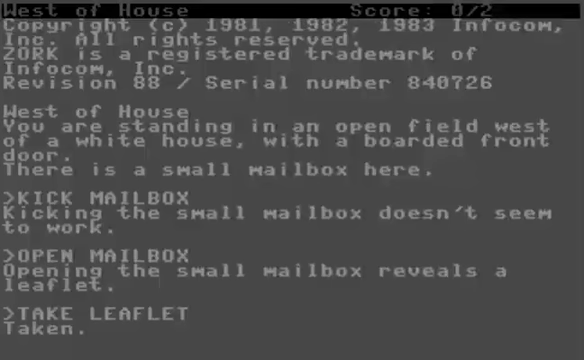 West of House Score: 0/2
Copyright (c) 1981, 1982, 1983 Infocom,
Inc. All rights reserved.
ZORK is a registered trademark of
Infocom, Inc.
Revision 88 / Serial number 840726
West of House
You are standing in an open field west
of a white house, with a boarded front
door.
There is a small mailbox here.
>KICK MAILBOX
Kicking the small mailbox doesn't seem
to work.
>OPEN MAILBOX
Opening the small mailbox reveals a
leaflet.
>TAKE LEAFLET
Taken.